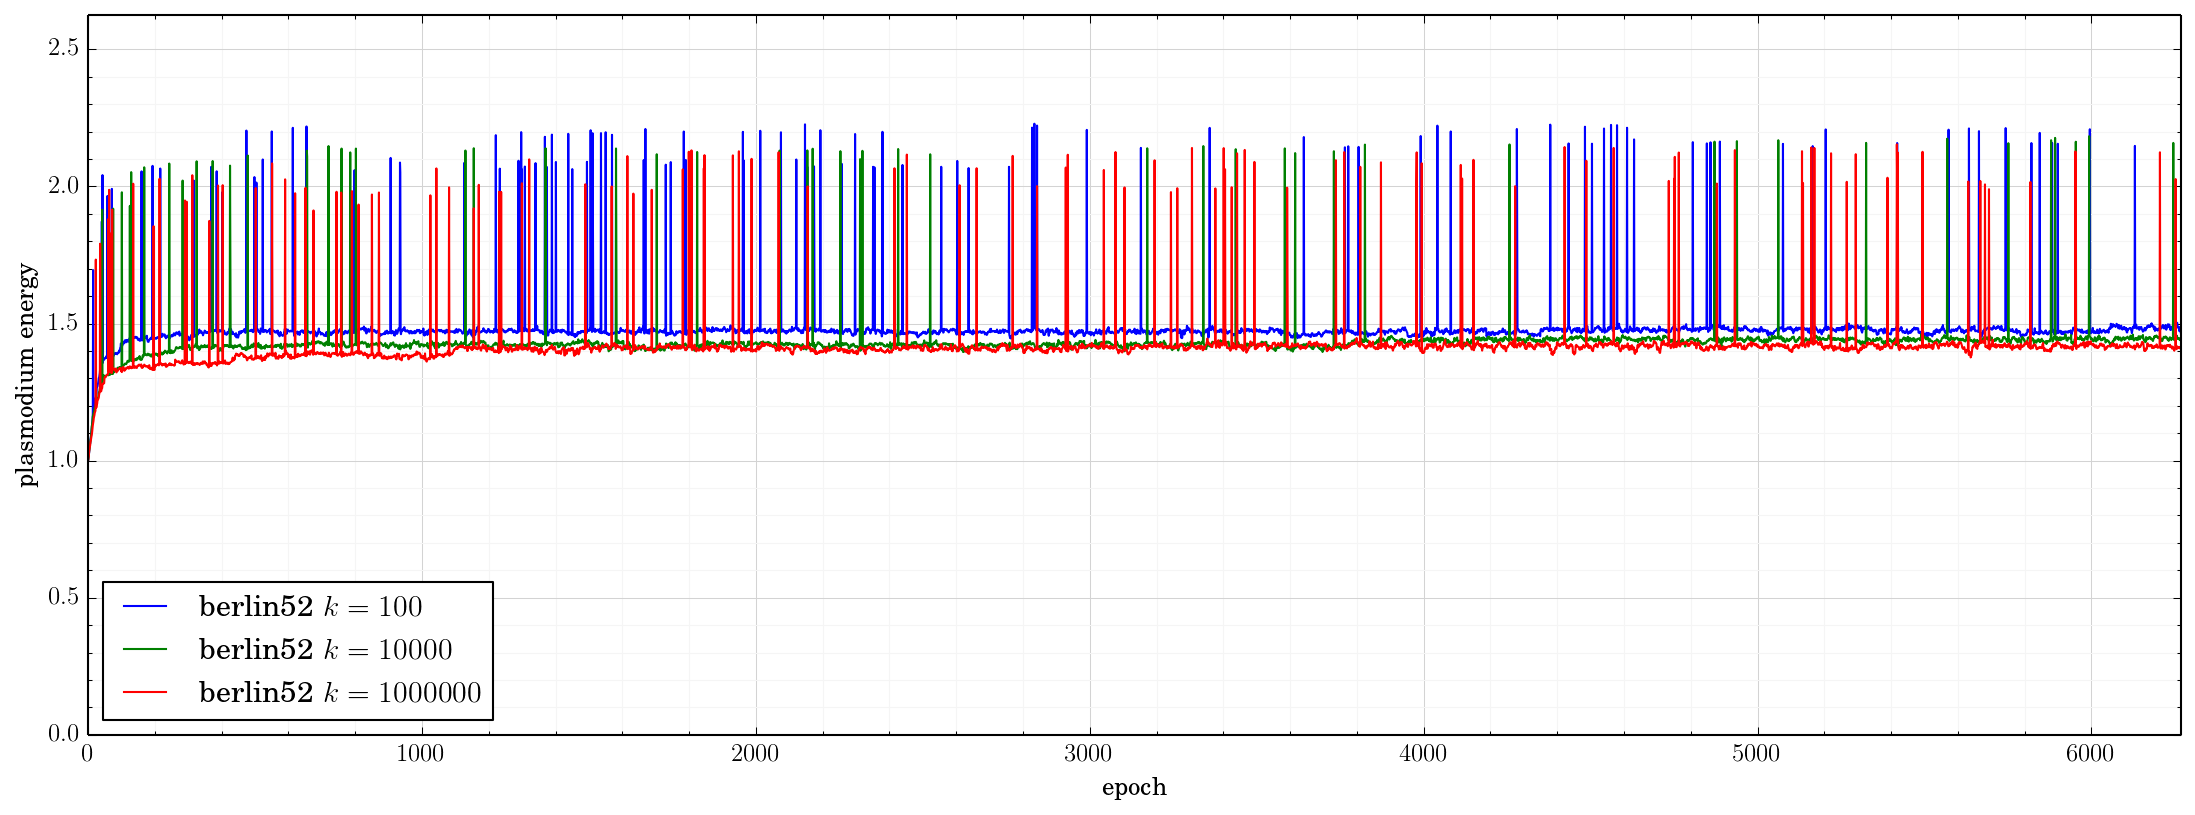 2.5
2.0
1.5
1.0
0.5
0.0
plasmodium energy
berlin52 k = 100
berlin52 k = 10000
berlin52 k = 1000000
0 1000 2000 3000 4000 5000 6000
epoch